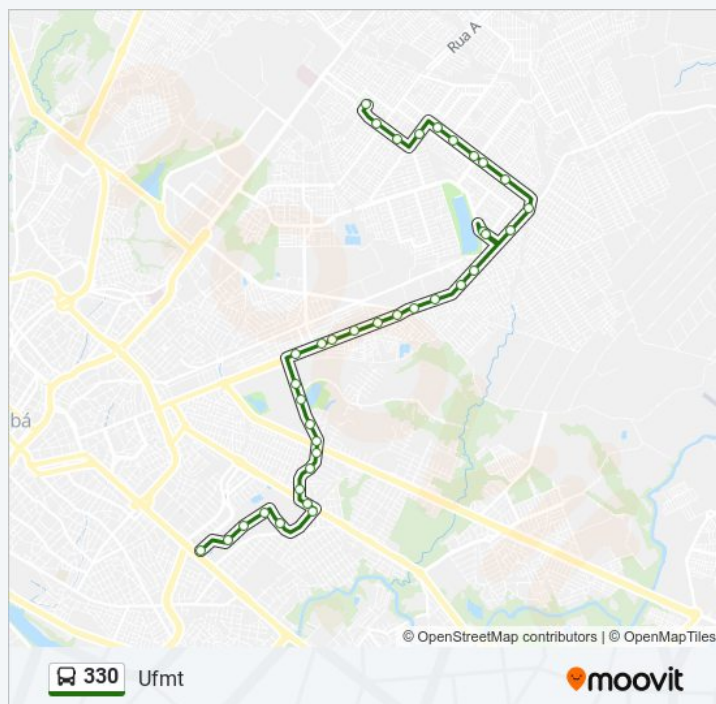 Rua A
bá
© OpenStreetMap contributors | © OpenMapTiles
330 Ufmt
moovit